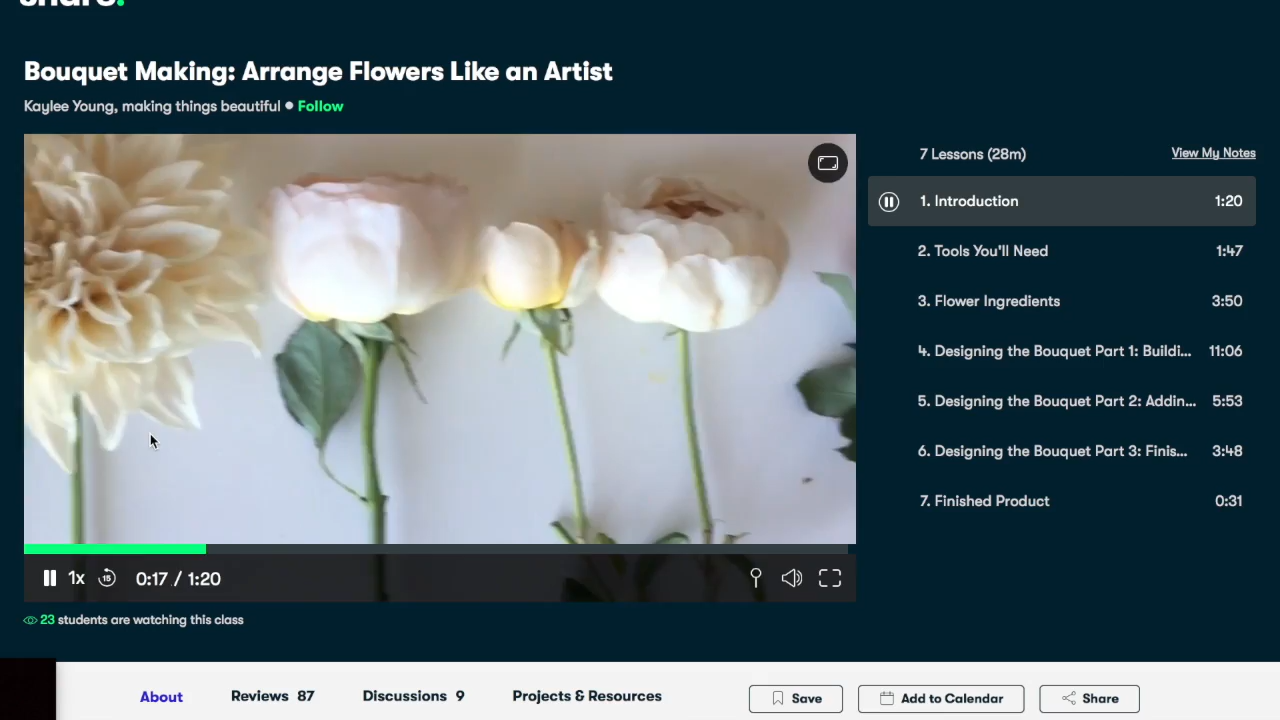 share.
Bouquet Making: Arrange Flowers Like an Artist
Kaylee Young, making things beautiful • Follow
7 Lessons (28m)
View My Notes
1. Introduction 1:20
2. Tools You'll Need 1:47
3. Flower Ingredients 3:50
4. Designing the Bouquet Part 1: Buildi... 11:06
5. Designing the Bouquet Part 2: Addin... 5:53
6. Designing the Bouquet Part 3: Finis... 3:48
7. Finished Product 0:31
1x 15 0:17 / 1:20
23 students are watching this class
About Reviews 87 Discussions 9 Projects & Resources Save Add to Calendar Share